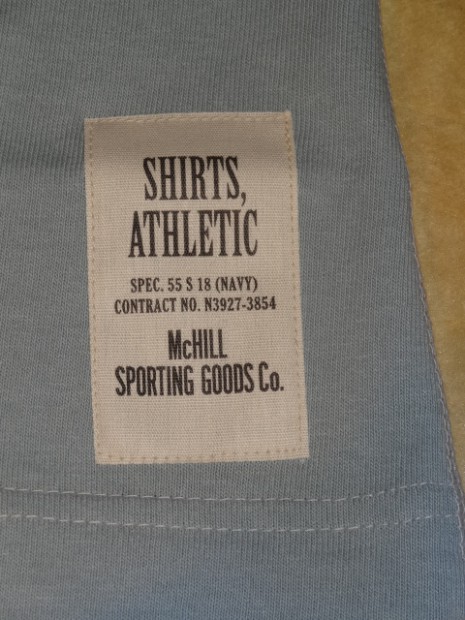 SHIRTS,
ATHLETIC
SPEC. 55 S 18 (NAVY)
CONTRACT NO. N3927-3854
McHILL
SPORTING GOODS Co.